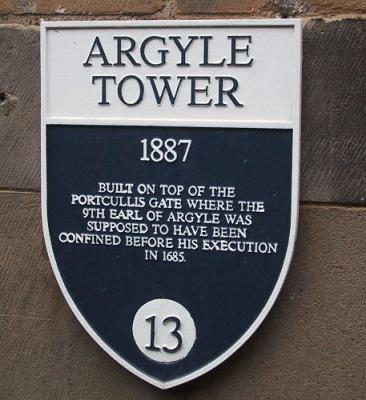 ARGYLE
TOWER
1887
BUILT ON TOP OF THE
PORTCULLIS GATE WHERE THE
9TH EARL OF ARGYLE WAS
SUPPOSED TO HAVE BEEN
CONFINED BEFORE HIS EXECUTION
IN 1685.
13